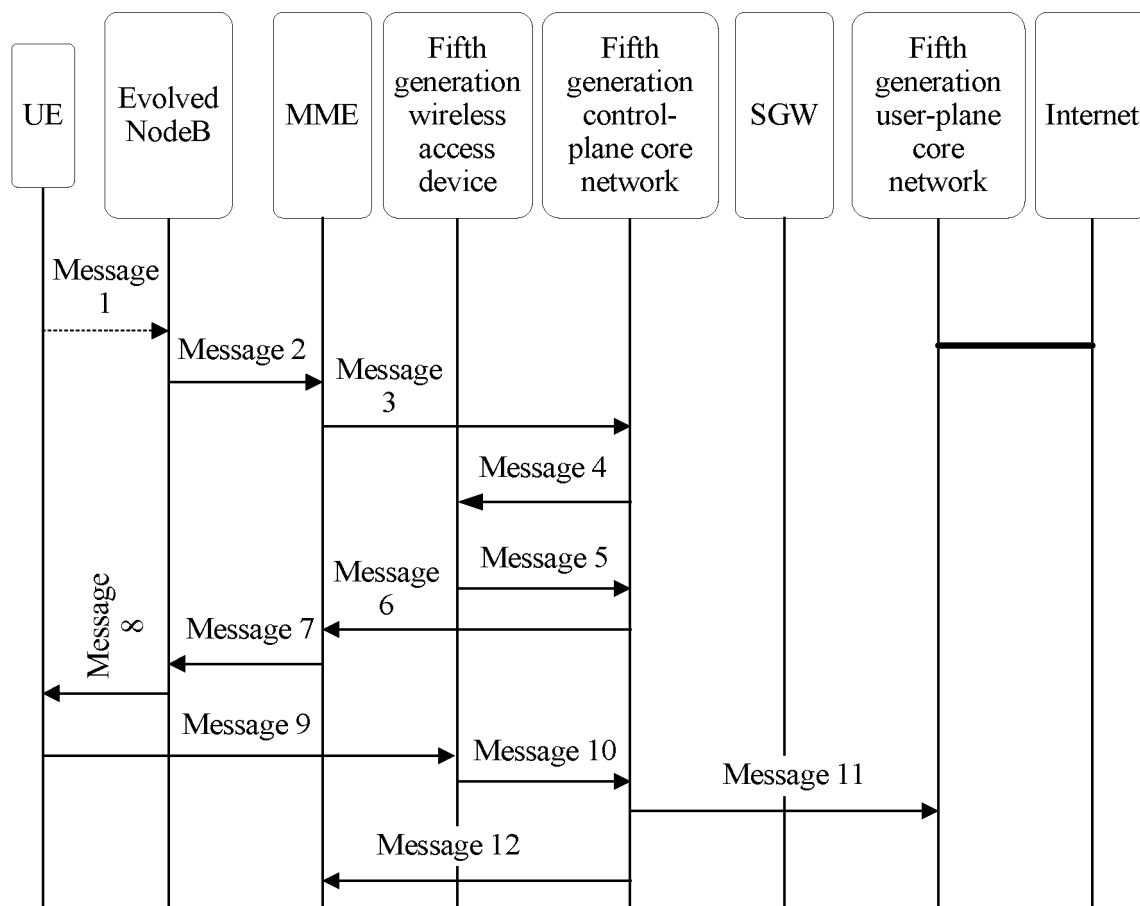 UE
Evolved
NodeB
MME
Fifth
generation
wireless
access
device
Fifth
generation
control-
plane core
network
SGW
Fifth
generation
user-plane
core
network
Internet
Message
1
Message 2
Message
3
Message 4
Message 5
Message
6
Message 7
Message
8
Message 9
Message 10
Message 11
Message 12